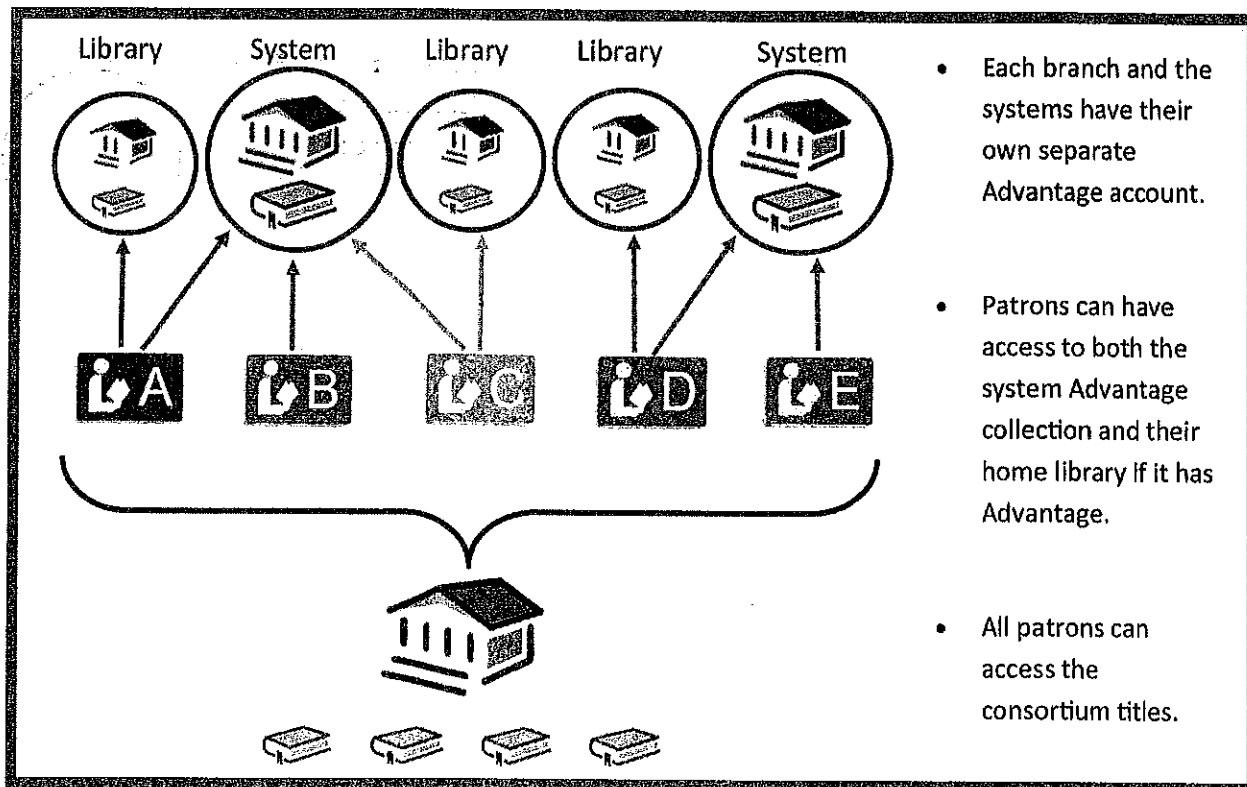 Library System Library Library System
A B C D E
• Each branch and the
systems have their
own separate
Advantage account.
• Patrons can have
access to both the
system Advantage
collection and their
home library if it has
Advantage.
• All patrons can
access the
consortium titles.